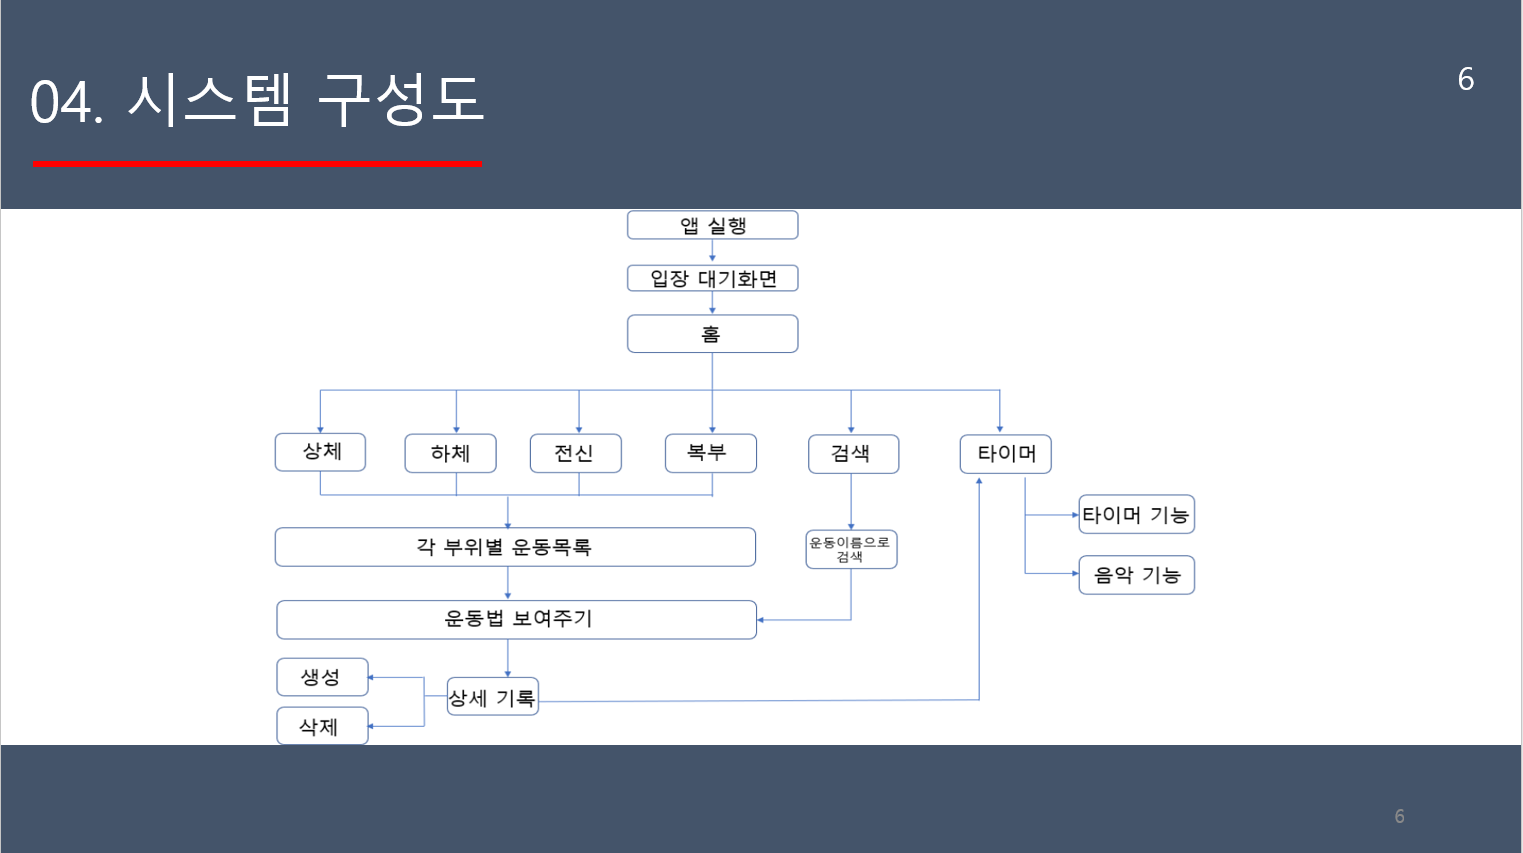 04. 시스템 구성도
6
앱 실행
입장 대기화면
홈
상체
하체
전신
복부
검색
타이머
타이머 기능
각 부위별 운동목록
운동이름으로
검색
음악 기능
운동법 보여주기
생성
상세 기록
삭제
6